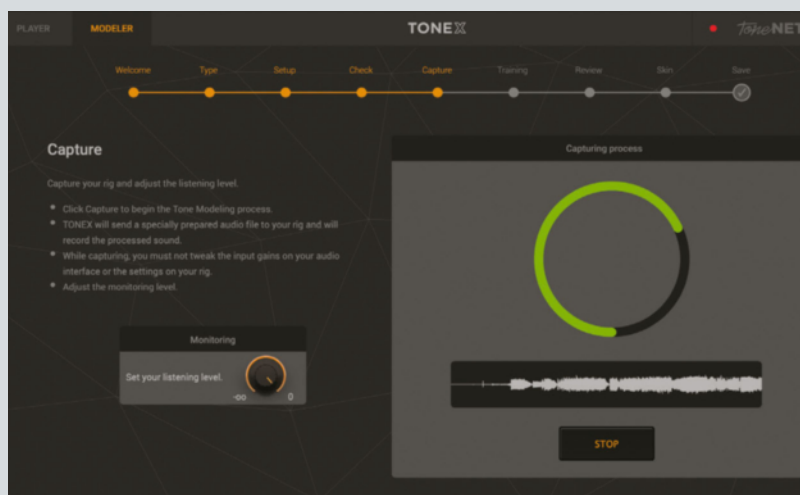 PLAYER
MODELER
TONEX
ToneNET
Welcome
Type
Setup
Check
Capture
Training
Review
Skin
Save
Capture
Capture your rig and adjust the listening level.
Click Capture to begin the Tone Modeling process.
TONEX will send a specially prepared audio file to your rig and will
record the processed sound.
While capturing, you must not tweak the input gains on your audio
interface or the settings on your rig.
Adjust the monitoring level.
Monitoring
Set your listening level.
-oo
0
Capturing process
STOP